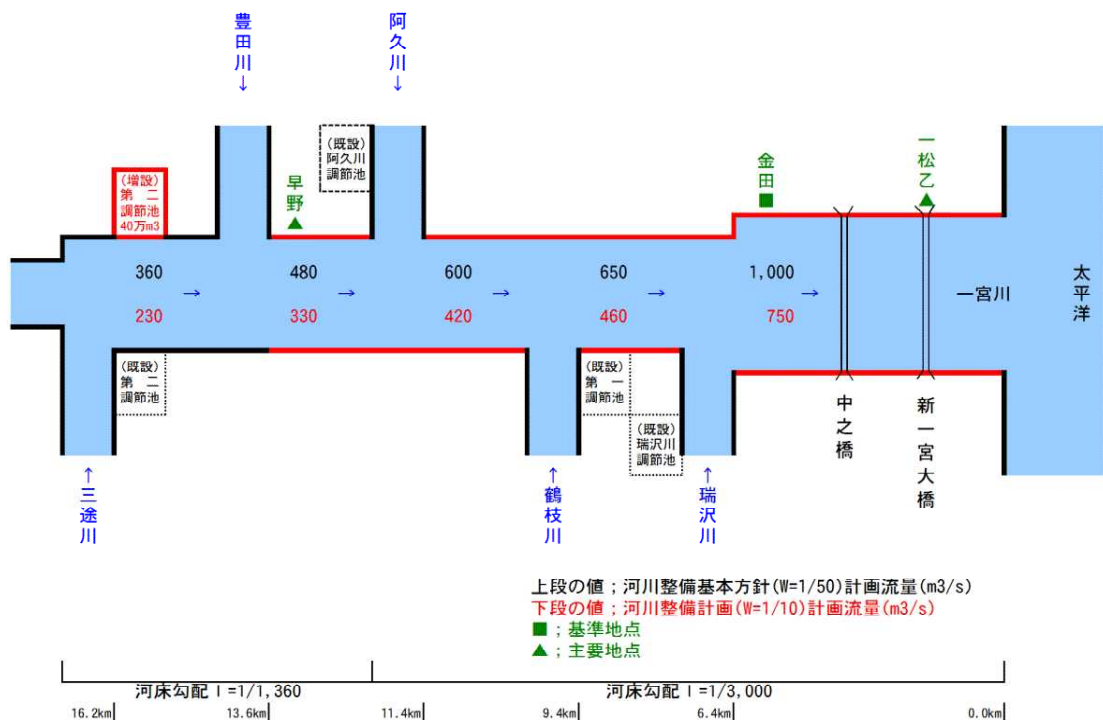 豊田川↓
阿久川↓
(増設)
第二
調節池
40万m3
早野
▲
(既設)
阿久川
調節池
金田
■
一松乙
▲
360
480
600
650
1,000
→
→
→
→
→
一宮川
太平洋
230
330
420
460
750
(既設)
第二
調節池
(既設)
第一
調節池
(既設)
瑞沢川
調節池
中之橋
新一宮大橋
↑三途川
↑鶴枝川
↑瑞沢川
上段の値;河川整備基本方針(W=1/50)計画流量(m3/s)
下段の値;河川整備計画(W=1/10)計画流量(m3/s)
■;基準地点
▲;主要地点
河床勾配 I=1/1,360
河床勾配 I=1/3,000
16.2km
13.6km
11.4km
9.4km
6.4km
0.0km